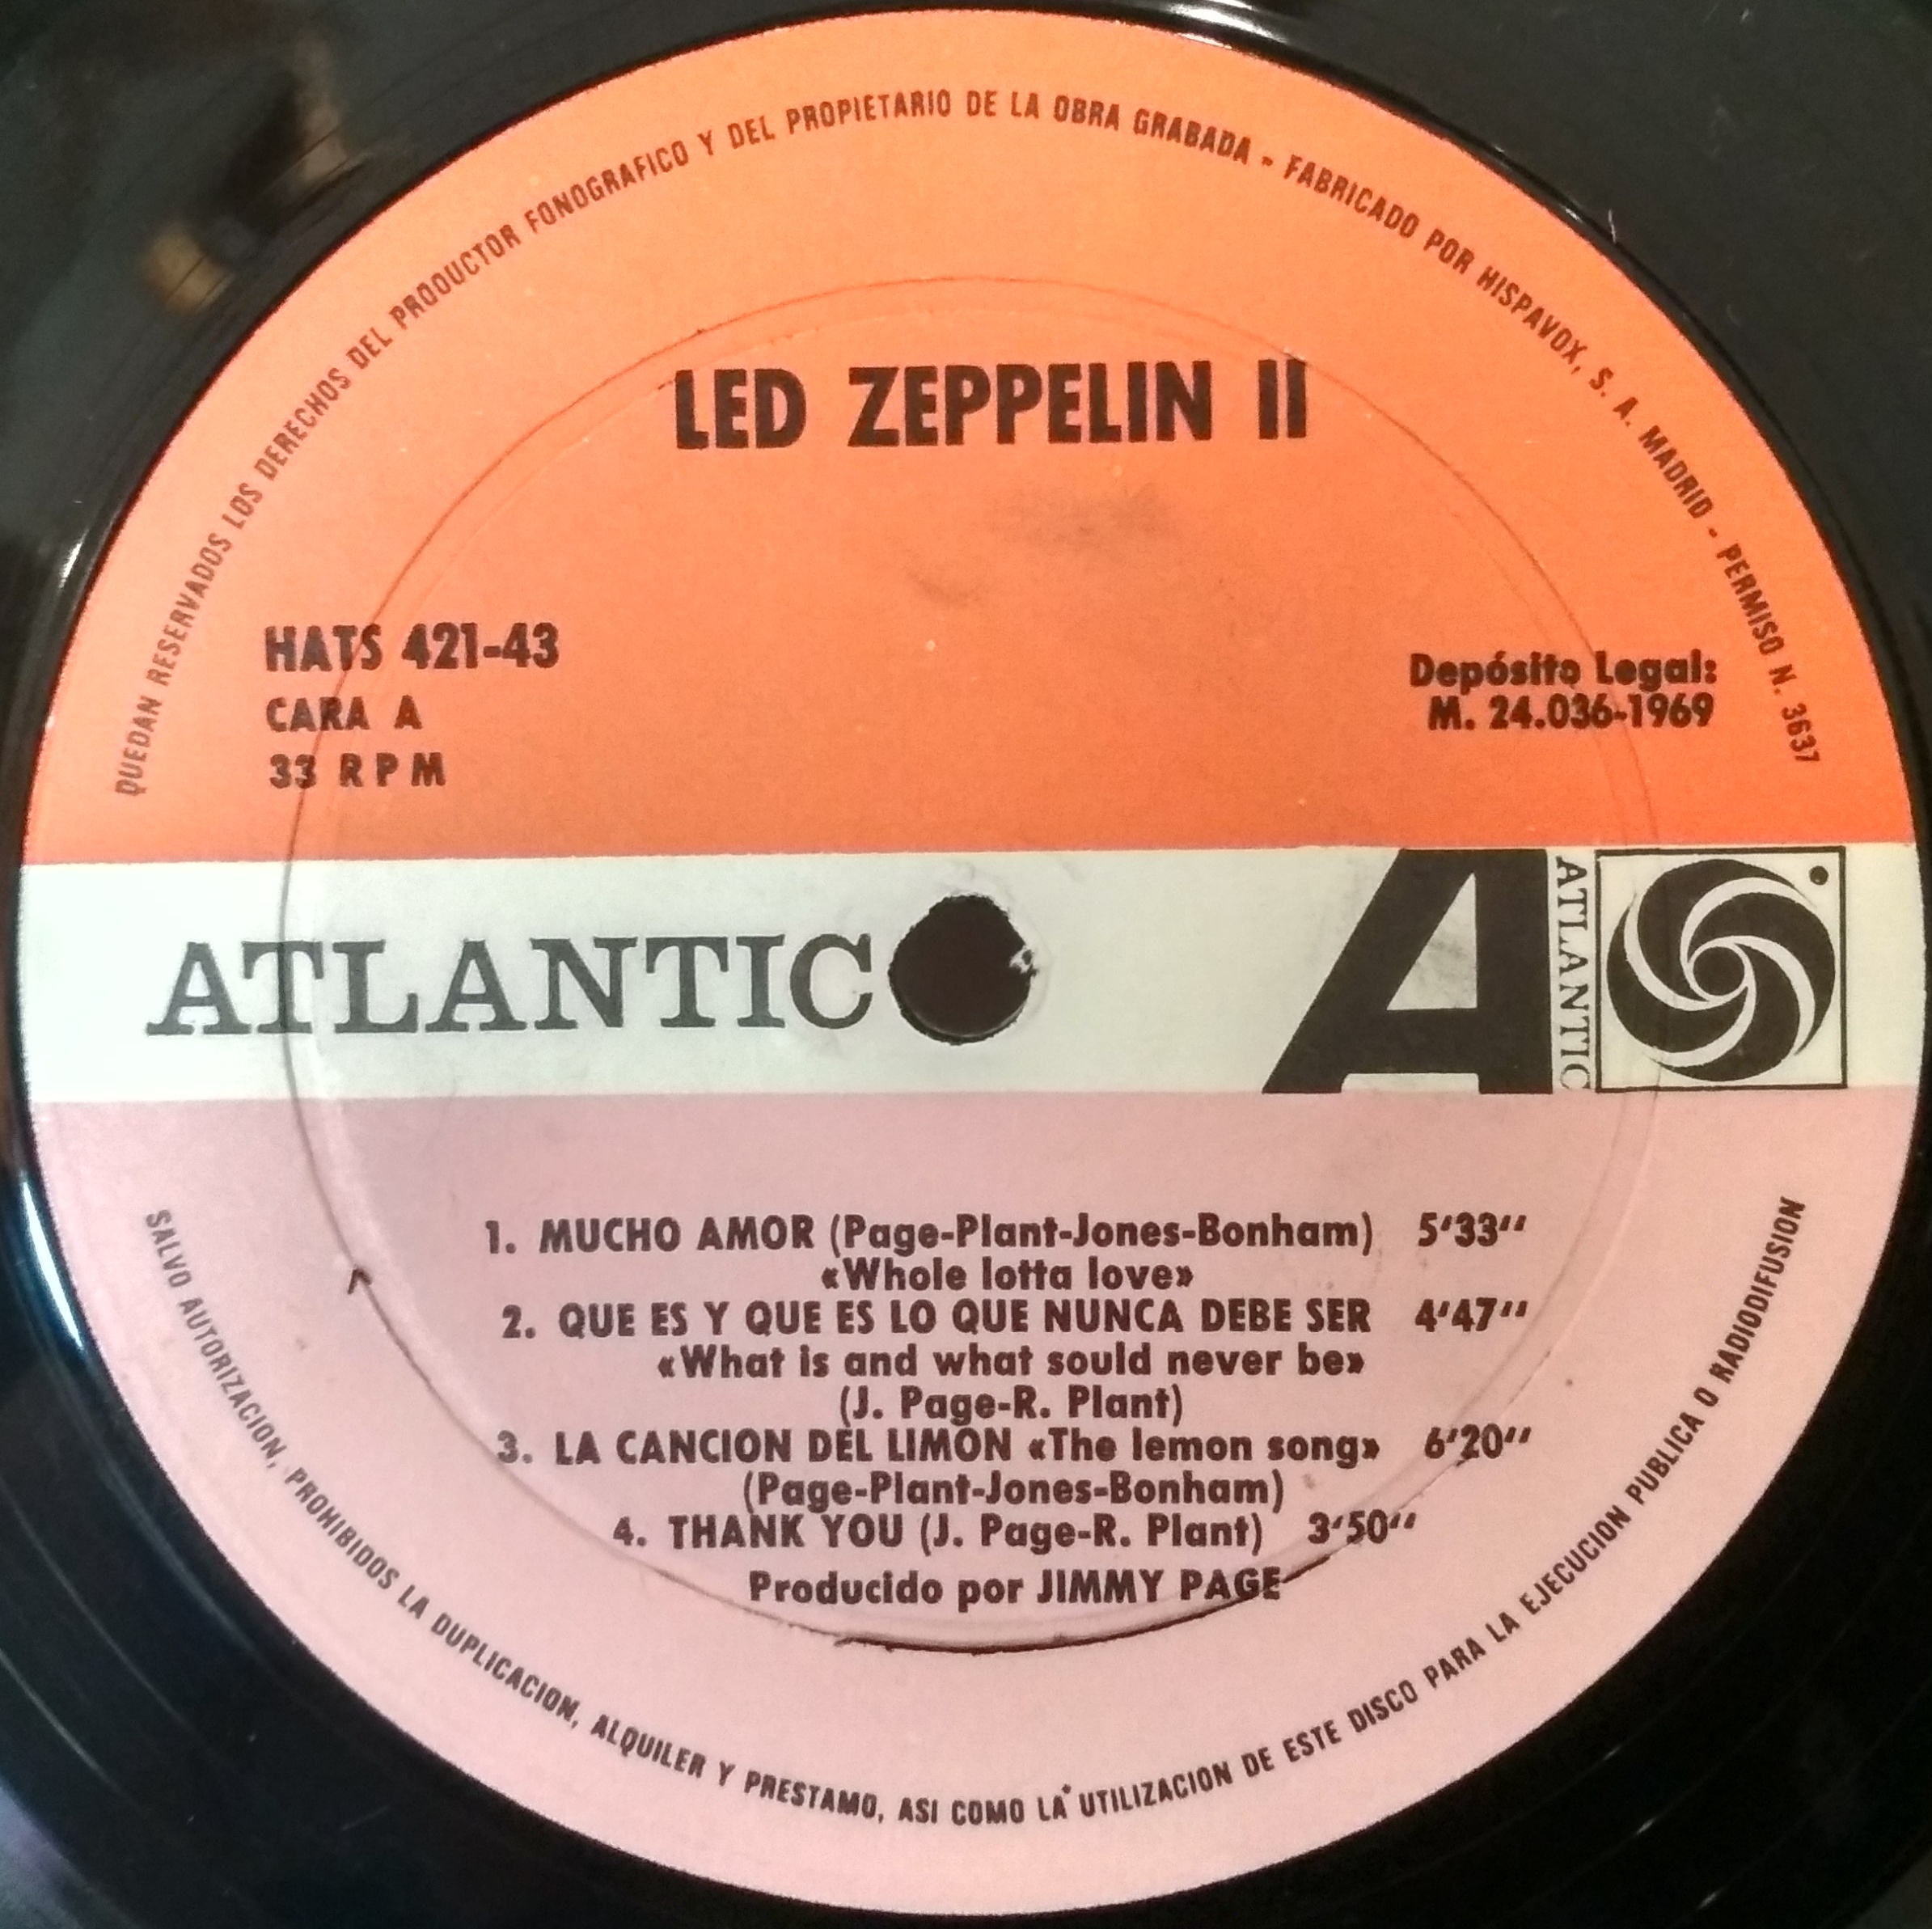 QUEDAN RESERVADOS LOS DERECHOS DEL PRODUCTOR FONOGRAFICO Y DEL PROPIETARIO DE LA OBRA GRABADA - FABRICADO POR HISPAVOX, S. A. MADRID - PERMISO N. 3637
LED ZEPPELIN II
HATS 421-43
CARA A
33 RPM
Depósito Legal:
M. 24.036-1969
ATLANTIC
A
ATLANTIC
1. MUCHO AMOR (Page-Plant-Jones-Bonham) 5'33''
«Whole lotta love»
2. QUE ES Y QUE ES LO QUE NUNCA DEBE SER 4'47''
«What is and what sould never be»
(J. Page-R. Plant)
3. LA CANCION DEL LIMON «The lemon song» 6'20''
(Page-Plant-Jones-Bonham)
4. THANK YOU (J. Page-R. Plant) 3'50''
Producido por JIMMY PAGE
SALVO AUTORIZACION, PROHIBIDOS LA DUPLICACION, ALQUILER Y PRESTAMO, ASI COMO LA UTILIZACION DE ESTE DISCO PARA LA EJECUCION PUBLICA O RADIODIFUSION